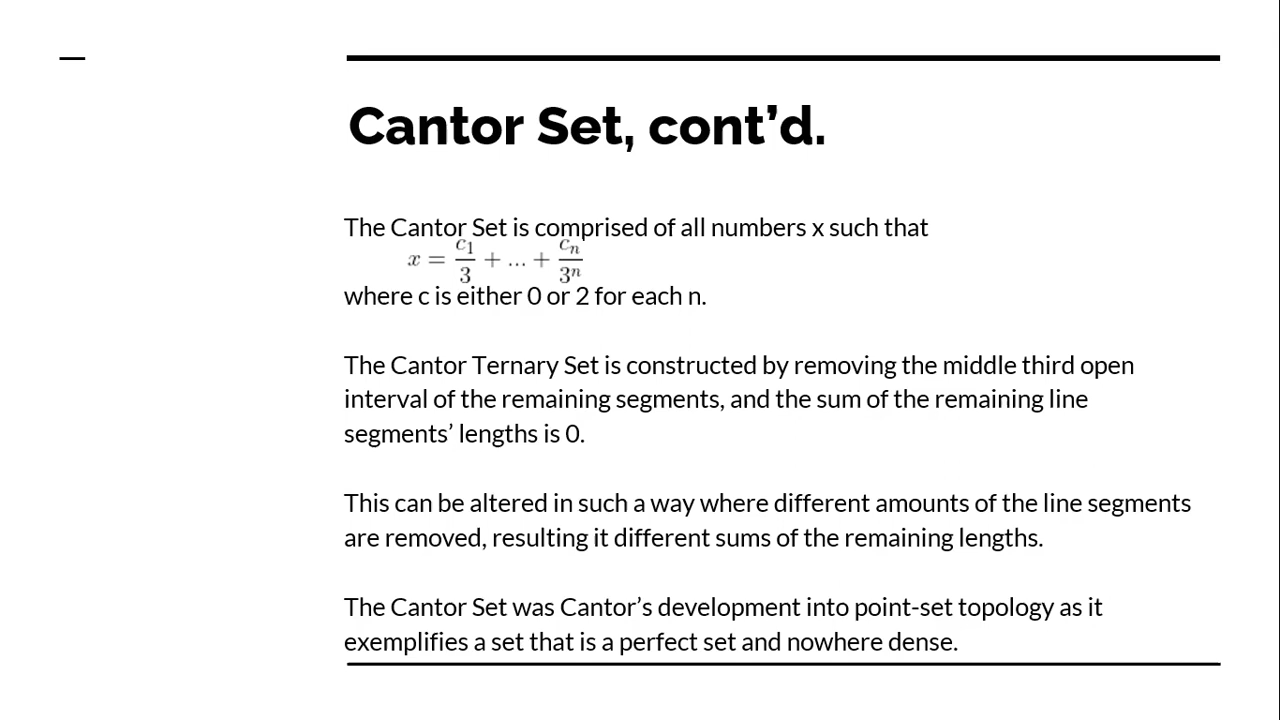 Cantor Set, cont’d.
The Cantor Set is comprised of all numbers x such that
x = c₁/3 + ... + cₙ/3ⁿ
where c is either 0 or 2 for each n.
The Cantor Ternary Set is constructed by removing the middle third open
interval of the remaining segments, and the sum of the remaining line
segments’ lengths is 0.
This can be altered in such a way where different amounts of the line segments
are removed, resulting it different sums of the remaining lengths.
The Cantor Set was Cantor’s development into point-set topology as it
exemplifies a set that is a perfect set and nowhere dense.